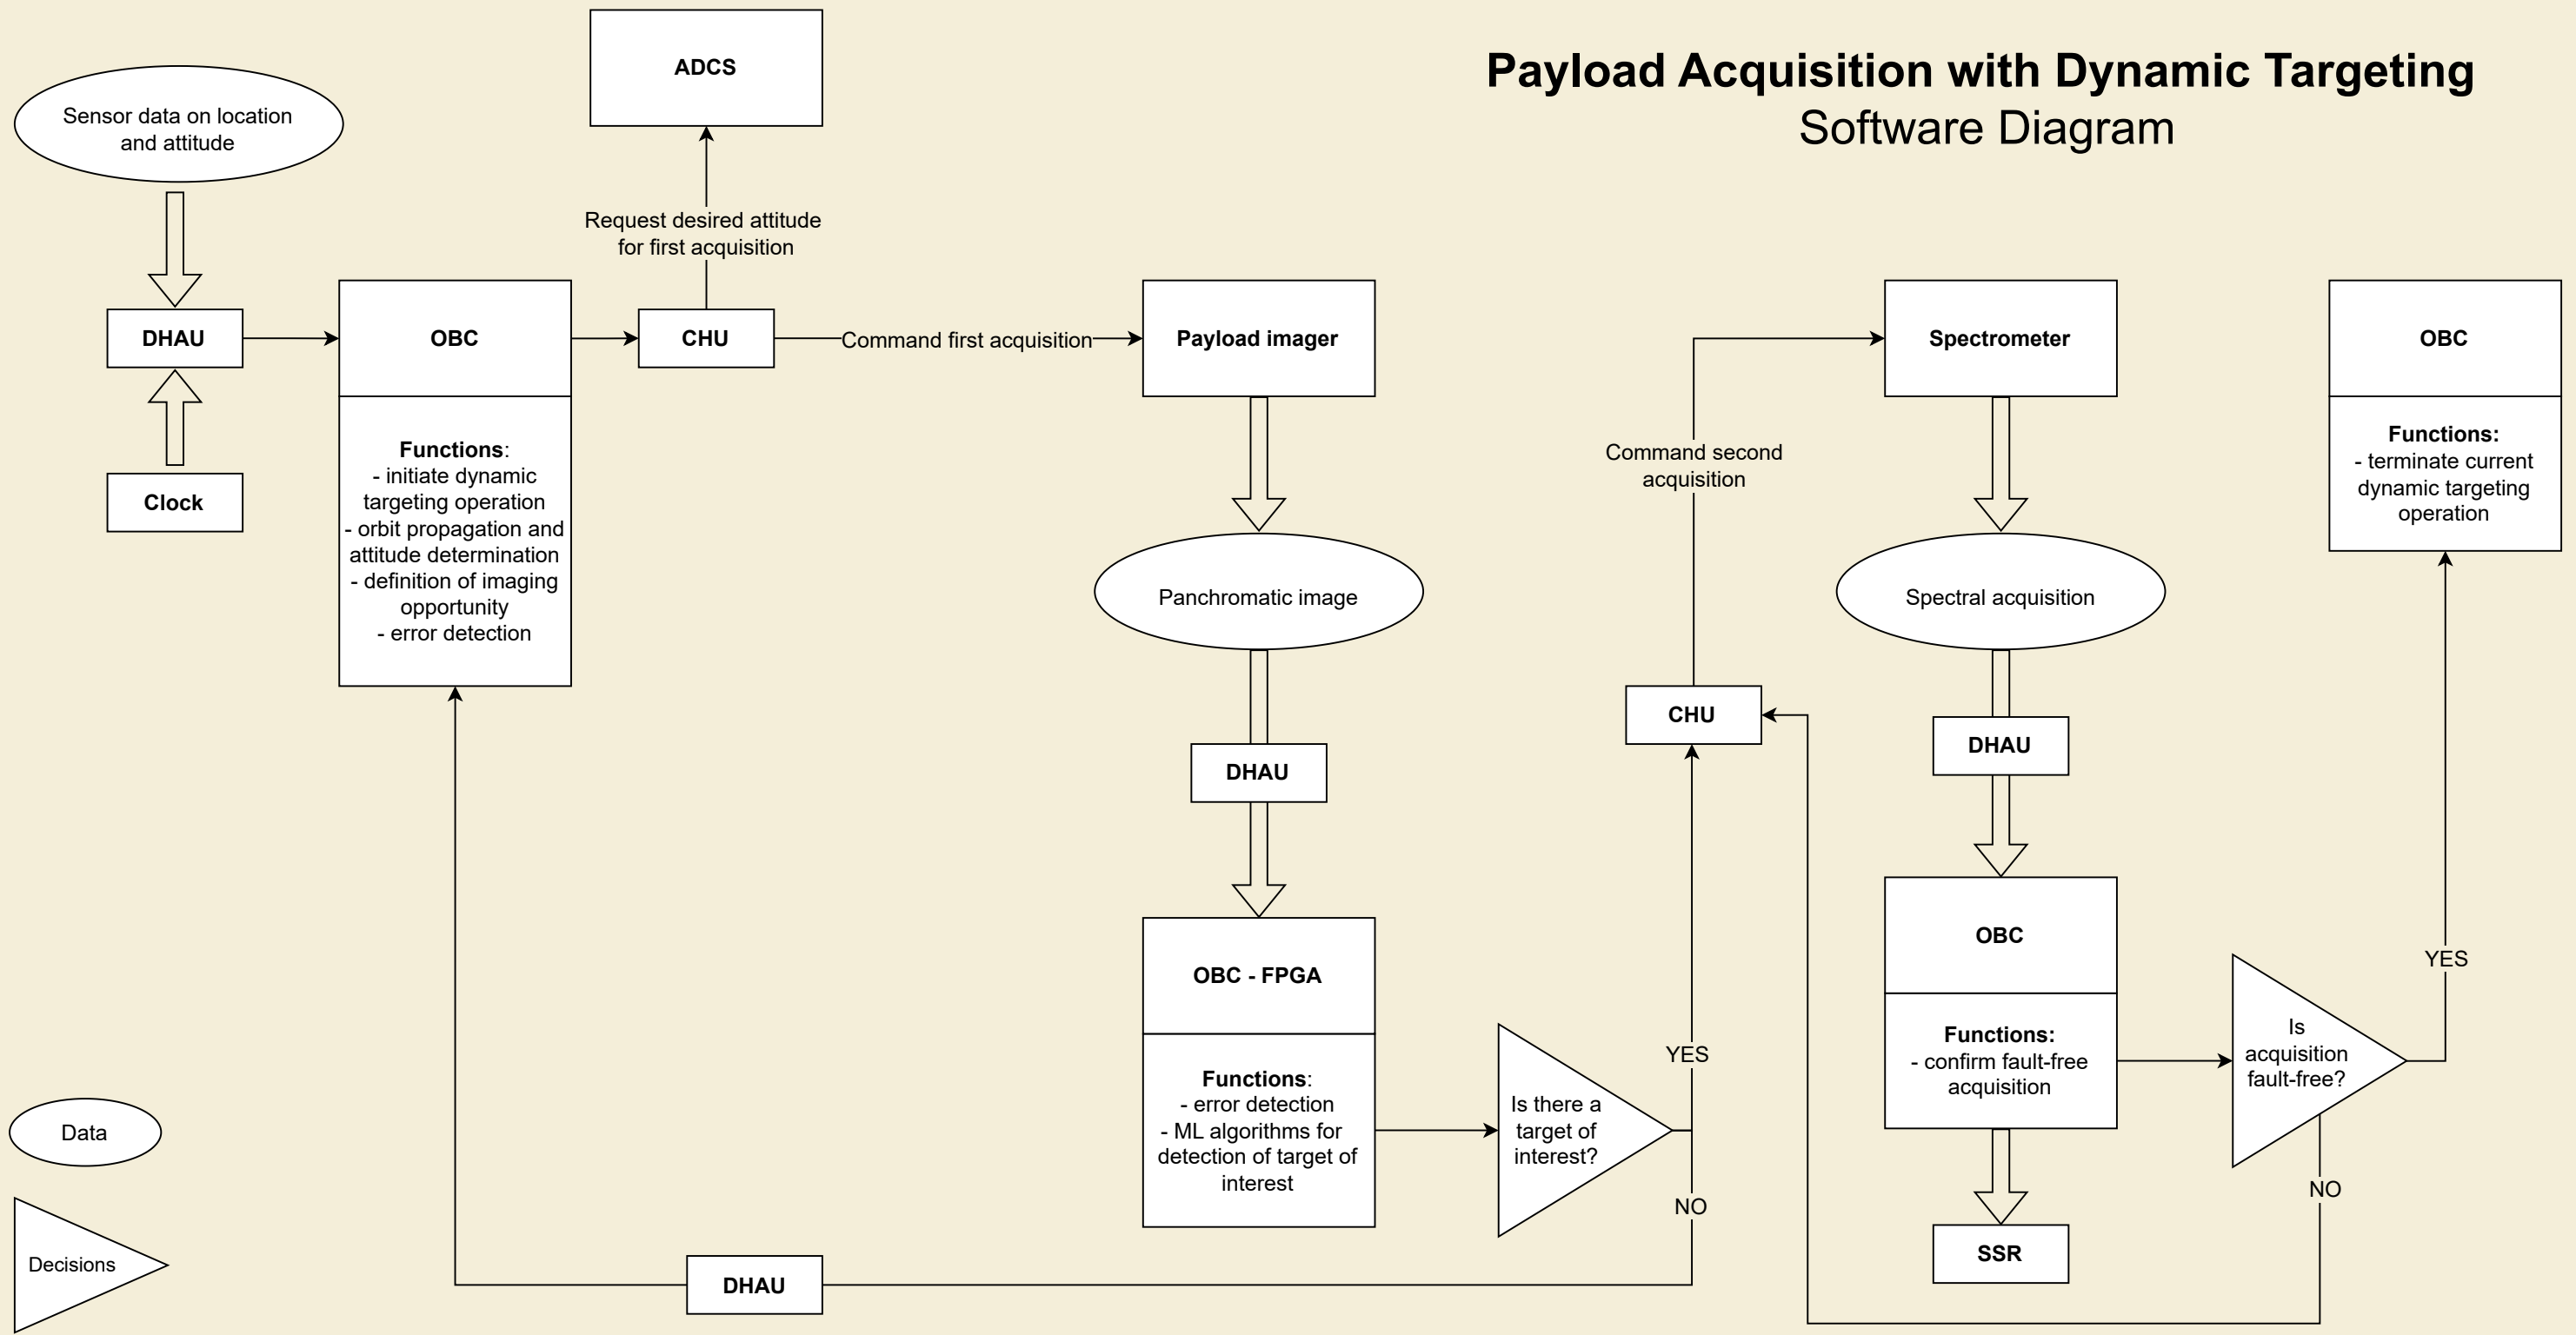 Payload Acquisition with Dynamic Targeting
Software Diagram
ADCS
Sensor data on location
and attitude
Request desired attitude
for first acquisition
DHAU
OBC
CHU
Command first acquisition
Payload imager
Spectrometer
OBC
Clock
Functions:
- initiate dynamic
targeting operation
- orbit propagation and
attitude determination
- definition of imaging
opportunity
- error detection
Command second
acquisition
Functions:
- terminate current
dynamic targeting
operation
Panchromatic image
Spectral acquisition
CHU
DHAU
DHAU
OBC - FPGA
Functions:
- error detection
- ML algorithms for
detection of target of
interest
Is there a
target of
interest?
YES
NO
DHAU
OBC
Functions:
- confirm fault-free
acquisition
Is
acquisition
fault-free?
YES
NO
SSR
Data
Decisions